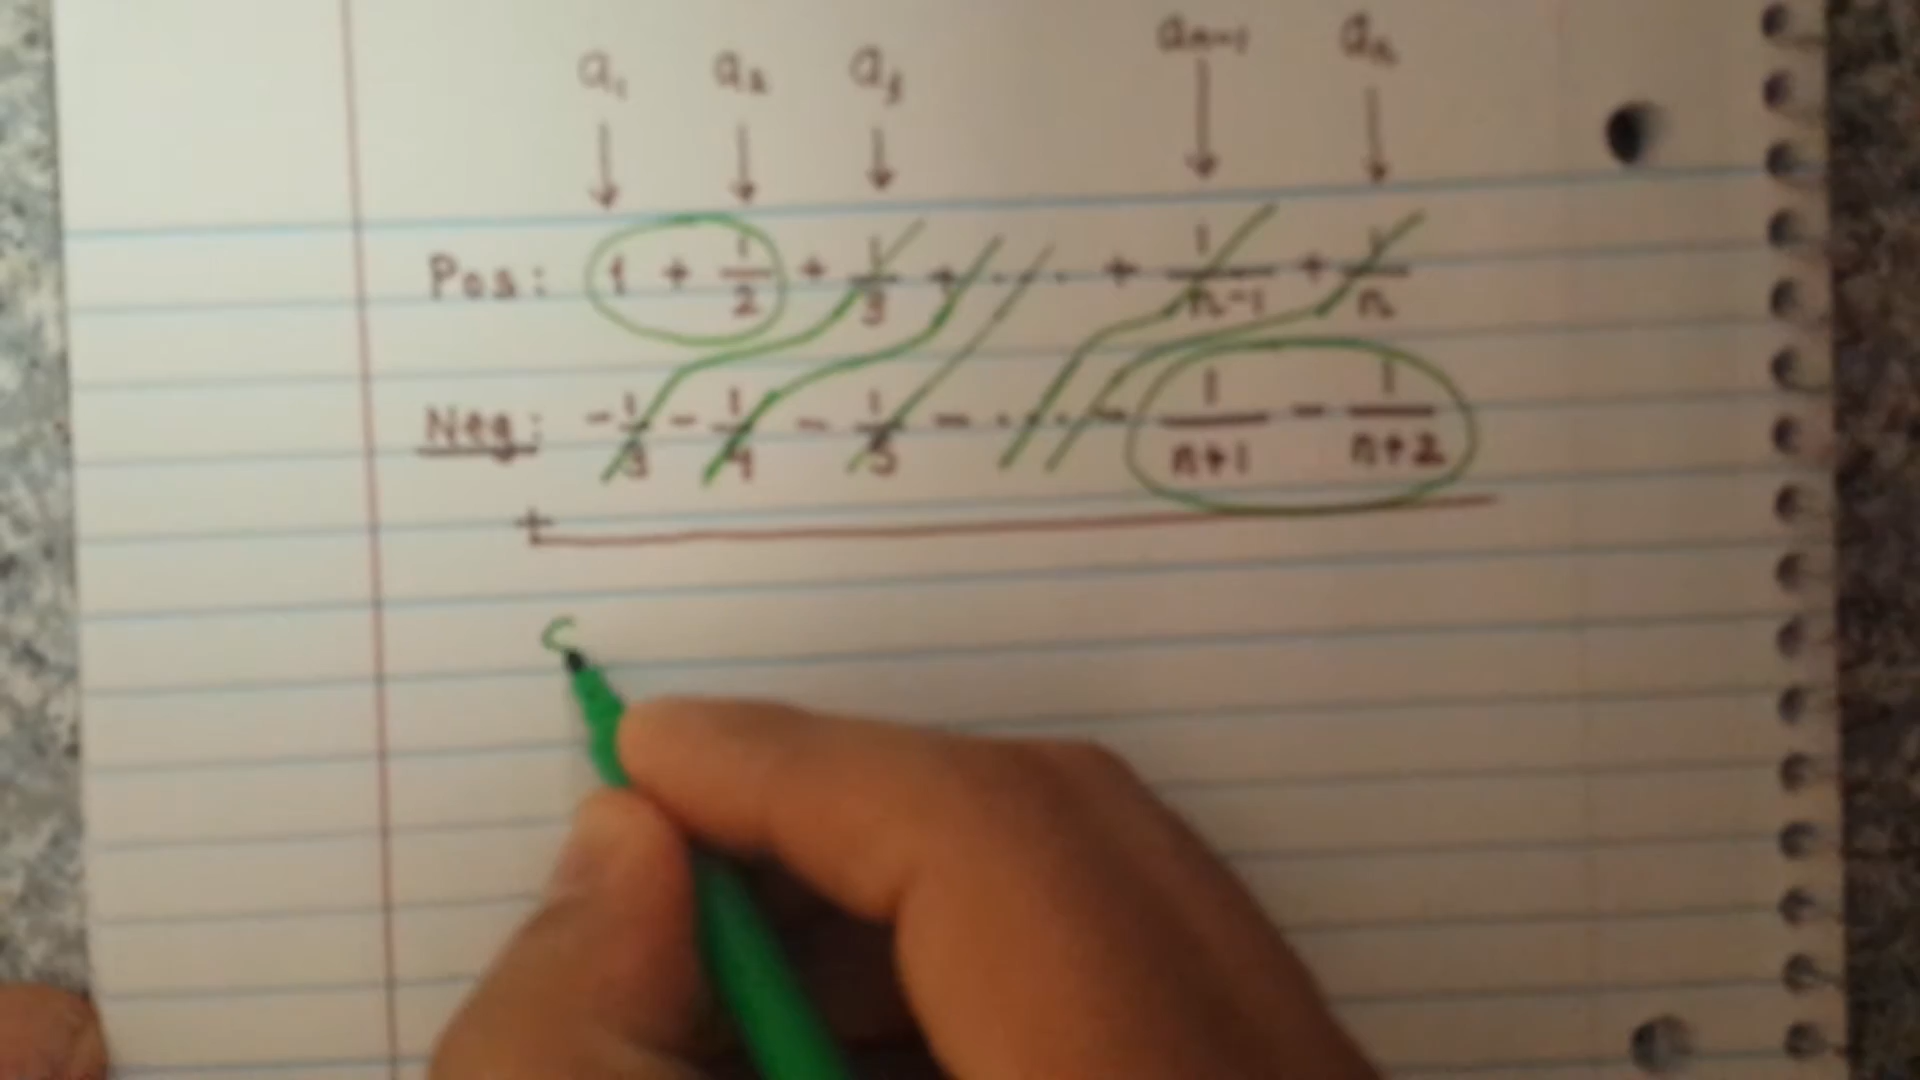 a₁ a₂ a₃ aₙ₋₁ aₙ
Pos: 1 + 1/2 + 1/3 + ..... + 1/n-1 + 1/n
Neg: - 1/3 - 1/4 - 1/5 - ..... - 1/n+1 - 1/n+2
+
S